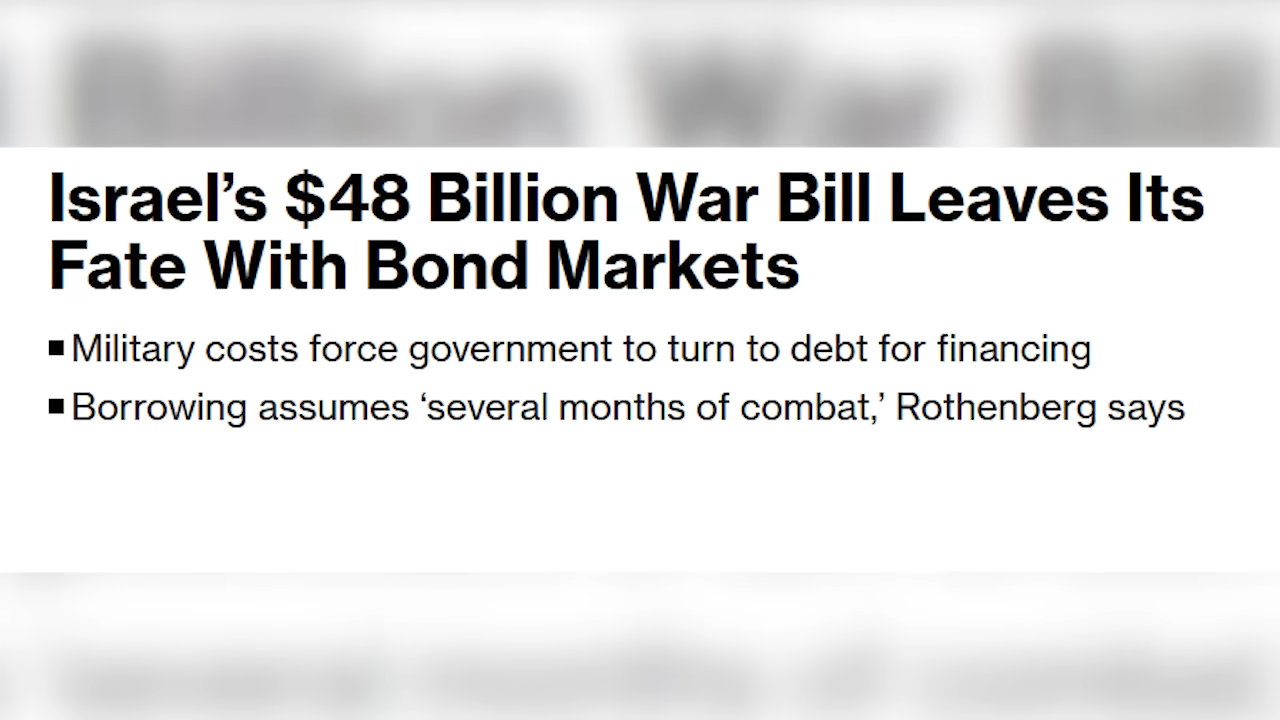 Israel’s $48 Billion War Bill Leaves Its
Fate With Bond Markets
■ Military costs force government to turn to debt for financing
■ Borrowing assumes ‘several months of combat,’ Rothenberg says